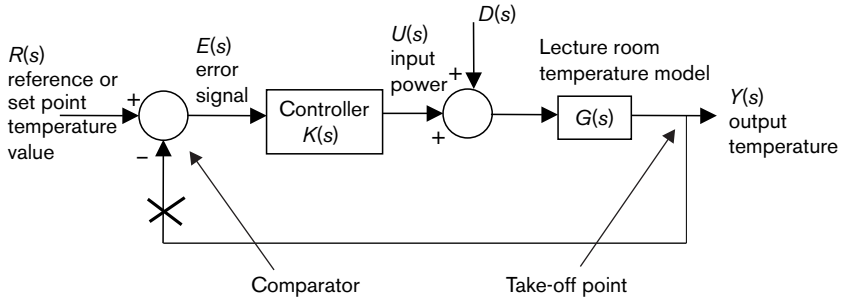 R(s)
reference or
set point
temperature
value
+
−
E(s)
error
signal
Controller
K(s)
U(s)
input
power
+
+
D(s)
Lecture room
temperature model
G(s)
Y(s)
output
temperature
Comparator
Take-off point